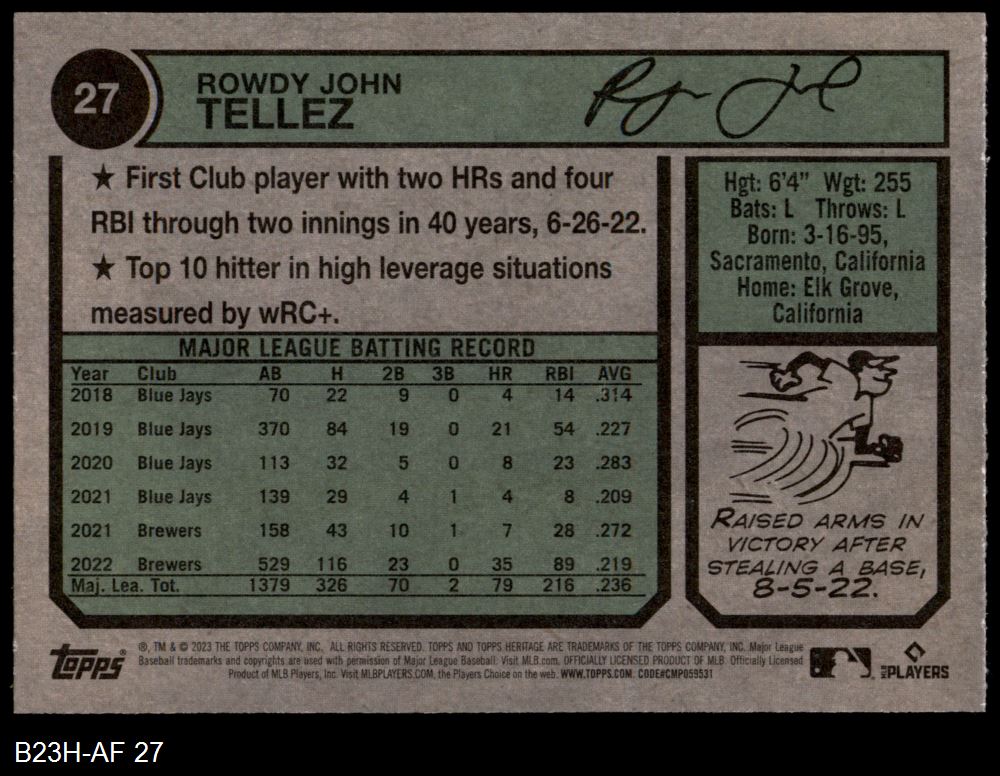 27
ROWDY JOHN
TELLEZ
★ First Club player with two HRs and four
RBI through two innings in 40 years, 6-26-22.
★ Top 10 hitter in high leverage situations
measured by wRC+.
Hgt: 6'4" Wgt: 255
Bats: L Throws: L
Born: 3-16-95,
Sacramento, California
Home: Elk Grove,
California
MAJOR LEAGUE BATTING RECORD
Year Club AB H 2B 3B HR RBI AVG
2018 Blue Jays 70 22 9 0 4 14 .314
2019 Blue Jays 370 84 19 0 21 54 .227
2020 Blue Jays 113 32 5 0 8 23 .283
2021 Blue Jays 139 29 4 1 4 8 .209
2021 Brewers 158 43 10 1 7 28 .272
2022 Brewers 529 116 23 0 35 89 .219
Maj. Lea. Tot. 1379 326 70 2 79 216 .236
RAISED ARMS IN
VICTORY AFTER
STEALING A BASE,
8-5-22.
topps
®, TM & © 2023 THE TOPPS COMPANY, INC. ALL RIGHTS RESERVED. TOPPS AND TOPPS HERITAGE ARE TRADEMARKS OF THE TOPPS COMPANY, INC. Major League
Baseball trademarks and copyrights are used with permission of Major League Baseball. Visit MLB.com. OFFICIALLY LICENSED PRODUCT OF MLB. Officially Licensed
Product of MLB Players, Inc. Visit MLBPLAYERS.COM, the Players Choice on the web. WWW.TOPPS.COM. CODE#CMP059531
MLB PLAYERS
B23H-AF 27